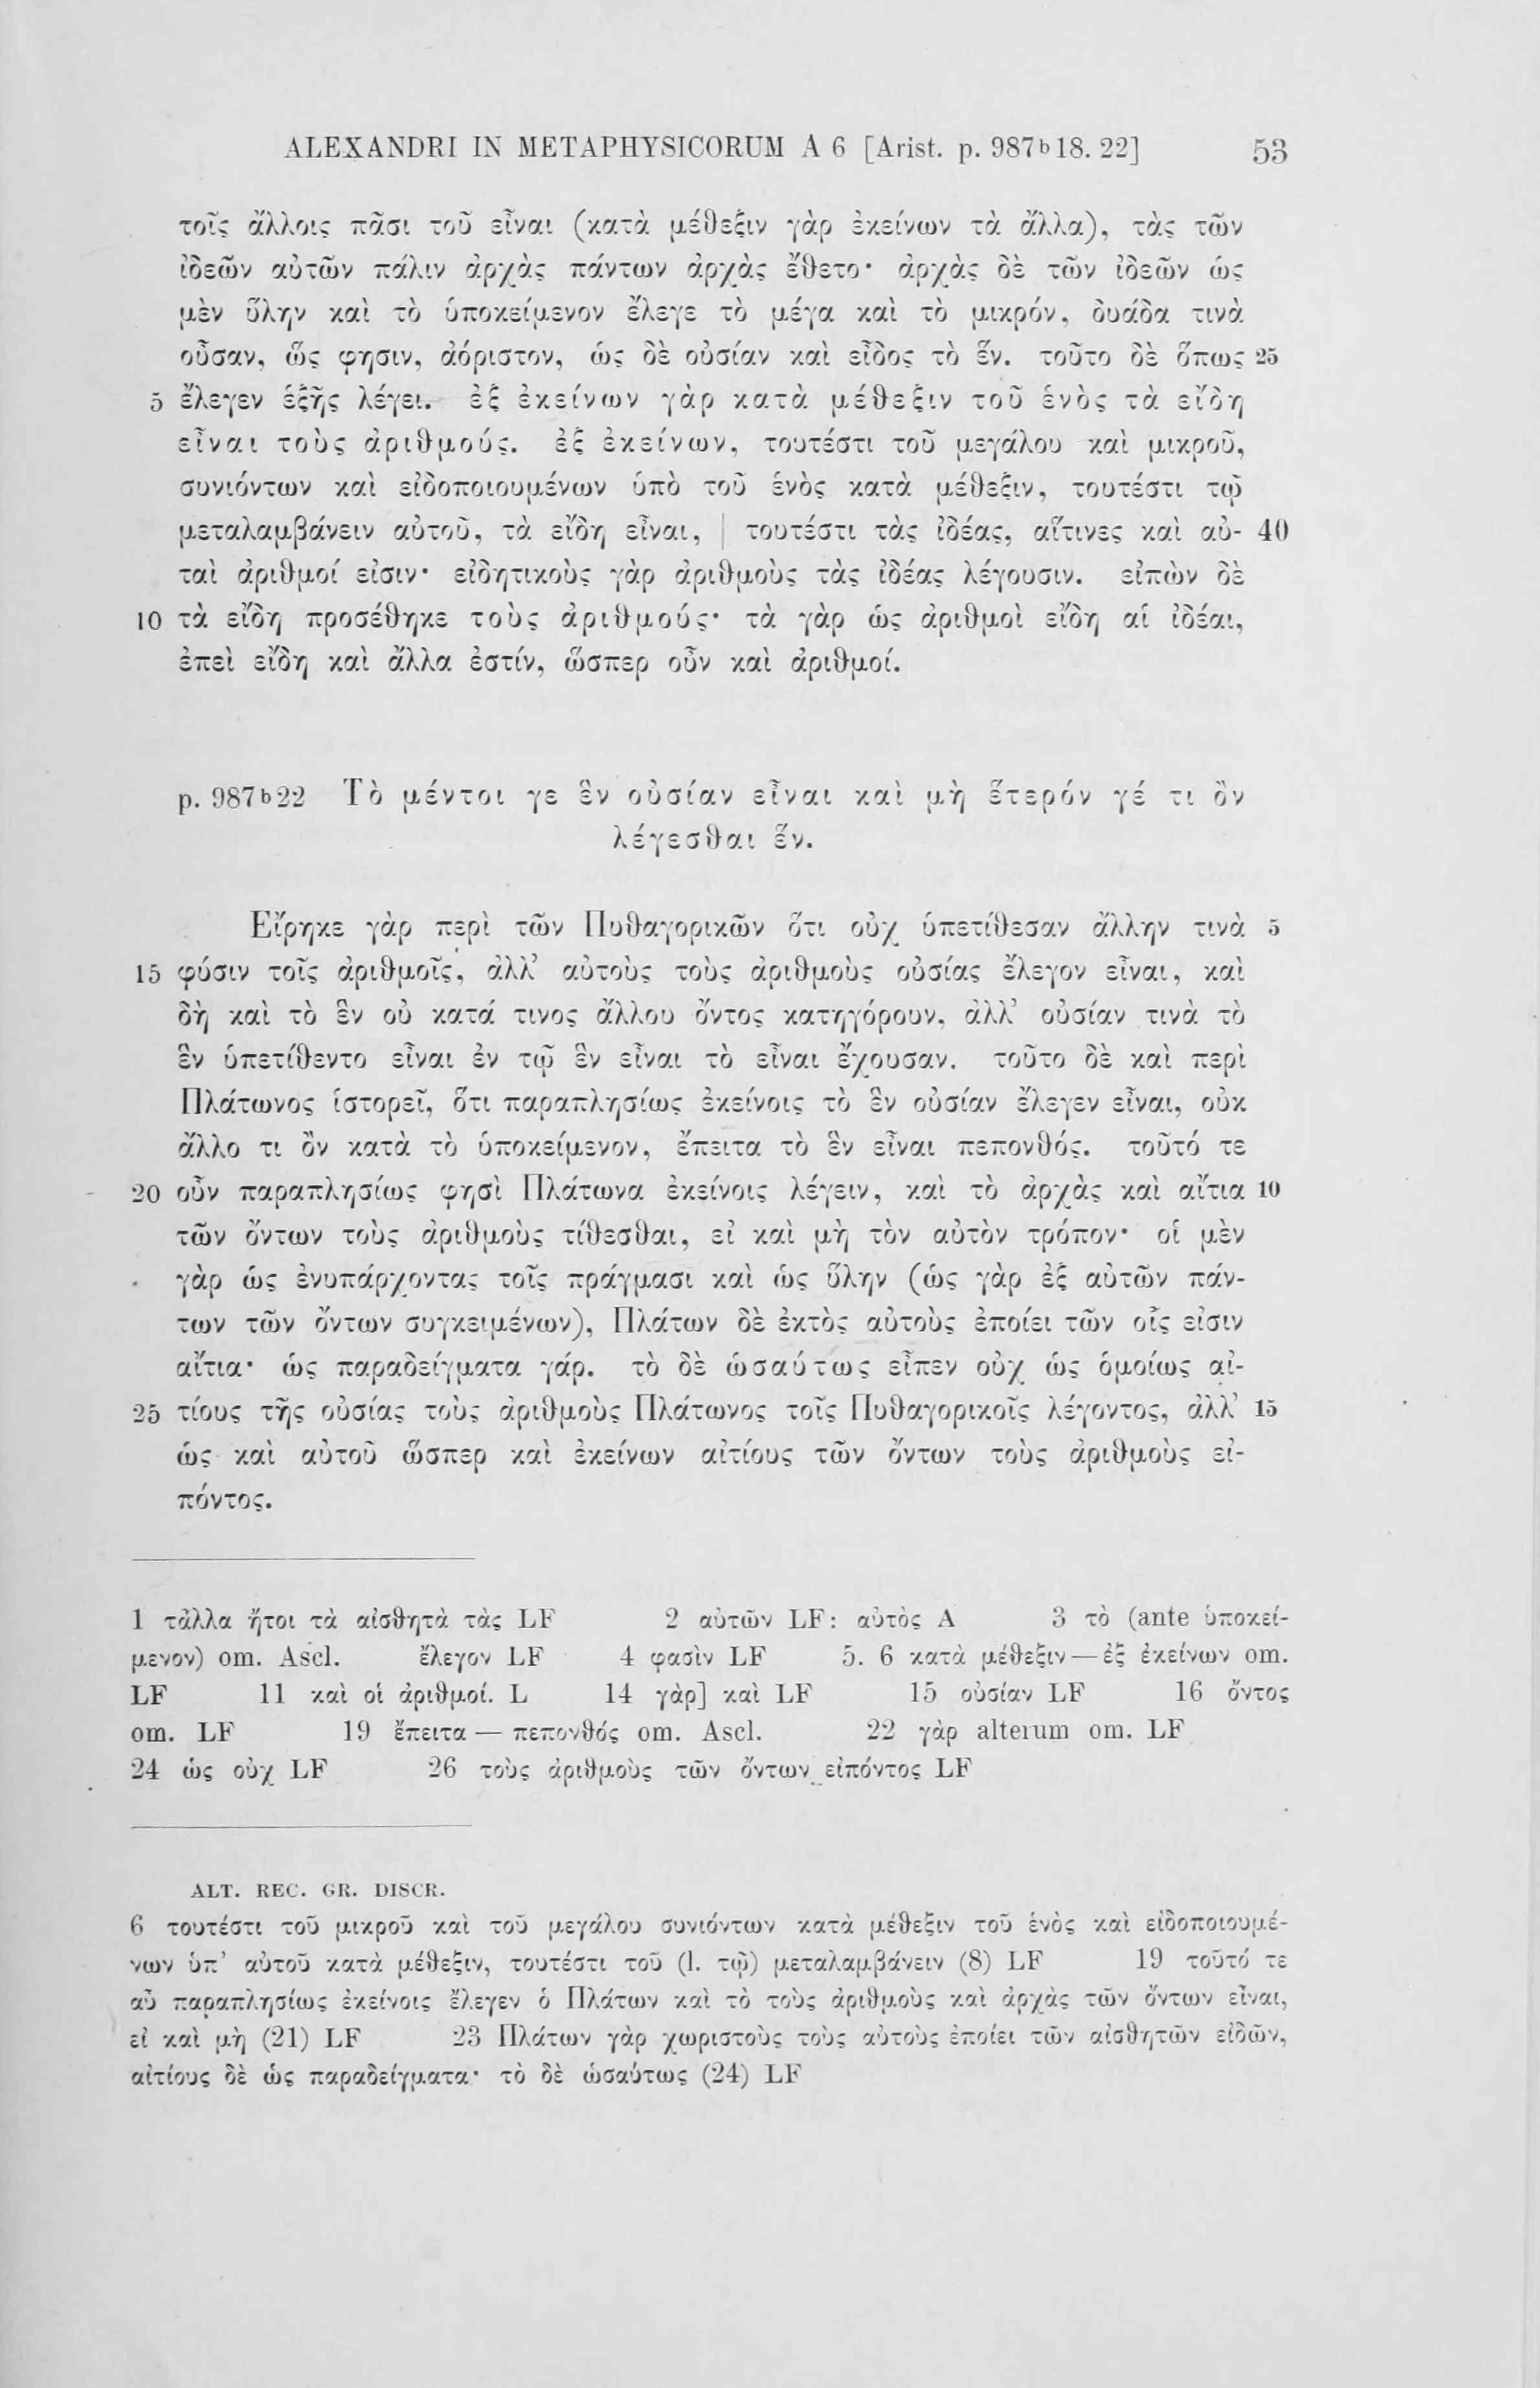 ALEXANDRI IN METAPHYSICORUM A 6 [Arist. p. 987b18. 22] 53
τοῖς ἄλλοις πᾶσι τοῦ εἶναι (κατὰ μέθεξιν γὰρ ἐκείνων τὰ ἄλλα), τὰς τῶν
ἰδεῶν αὐτῶν πάλιν ἀρχὰς πάντων ἀρχὰς ἔθετο· ἀρχὰς δὲ τῶν ἰδεῶν ὡς
μὲν ὕλην καὶ τὸ ὑποκείμενον ἔλεγε τὸ μέγα καὶ τὸ μικρόν, δυάδα τινὰ
οὖσαν, ὥς φησιν, ἀόριστον, ὡς δὲ οὐσίαν καὶ εἶδος τὸ ἕν. τοῦτο δὲ ὅπως 25
5 ἔλεγεν ἑξῆς λέγει. ἐξ ἐκείνων γὰρ κατὰ μέθεξιν τοῦ ἑνὸς τὰ εἴδη
εἶναι τοὺς ἀριθμούς. ἐξ ἐκείνων, τουτέστι τοῦ μεγάλου καὶ μικροῦ,
συνιόντων καὶ εἰδοποιουμένων ὑπὸ τοῦ ἑνὸς κατὰ μέθεξιν, τουτέστι τῷ
μεταλαμβάνειν αὐτοῦ, τὰ εἴδη εἶναι, | τουτέστι τὰς ἰδέας, αἵτινες καὶ αὐ- 40
ταὶ ἀριθμοί εἰσιν· εἰδητικοὺς γὰρ ἀριθμοὺς τὰς ἰδέας λέγουσιν. εἰπὼν δὲ
10 τὰ εἴδη προσέθηκε τοὺς ἀριθμούς· τὰ γὰρ ὡς ἀριθμοὶ εἴδη αἱ ἰδέαι,
ἐπεὶ εἴδη καὶ ἄλλα ἐστίν, ὥσπερ οὖν καὶ ἀριθμοί.
p. 987b22 Τὸ μέντοι γε ἓν οὐσίαν εἶναι καὶ μὴ ἕτερόν γέ τι ὂν
λέγεσθαι ἕν.
Εἴρηκε γὰρ περὶ τῶν Πυθαγορικῶν ὅτι οὐχ ὑπετίθεσαν ἄλλην τινὰ 5
15 φύσιν τοῖς ἀριθμοῖς, ἀλλ’ αὐτοὺς τοὺς ἀριθμοὺς οὐσίας ἔλεγον εἶναι, καὶ
δὴ καὶ τὸ ἓν οὐ κατά τινος ἄλλου ὄντος κατηγόρουν, ἀλλ’ οὐσίαν τινὰ τὸ
ἓν ὑπετίθεντο εἶναι ἐν τῷ ἓν εἶναι τὸ εἶναι ἔχουσαν. τοῦτο δὲ καὶ περὶ
Πλάτωνος ἱστορεῖ, ὅτι παραπλησίως ἐκείνοις τὸ ἓν οὐσίαν ἔλεγεν εἶναι, οὐκ
ἄλλο τι ὂν κατὰ τὸ ὑποκείμενον, ἔπειτα τὸ ἓν εἶναι πεπονθός. τοῦτό τε
20 οὖν παραπλησίως φησὶ Πλάτωνα ἐκείνοις λέγειν, καὶ τὸ ἀρχὰς καὶ αἴτια 10
τῶν ὄντων τοὺς ἀριθμοὺς τίθεσθαι, εἰ καὶ μὴ τὸν αὐτὸν τρόπον· οἱ μὲν
γὰρ ὡς ἐνυπάρχοντας τοῖς πράγμασι καὶ ὡς ὕλην (ὡς γὰρ ἐξ αὐτῶν πάν-
των τῶν ὄντων συγκειμένων), Πλάτων δὲ ἐκτὸς αὐτοὺς ἐποίει τῶν οἷς εἰσιν
αἴτια· ὡς παραδείγματα γάρ. τὸ δὲ ὡσαύτως εἶπεν οὐχ ὡς ὁμοίως αἰ-
25 τίους τῆς οὐσίας τοὺς ἀριθμοὺς Πλάτωνος τοῖς Πυθαγορικοῖς λέγοντος, ἀλλ’ 15
ὡς καὶ αὐτοῦ ὥσπερ καὶ ἐκείνων αἰτίους τῶν ὄντων τοὺς ἀριθμοὺς εἰ-
πόντος.
1 τἆλλα ἤτοι τὰ αἰσθητὰ τὰς LF 2 αὐτῶν LF: αὐτὸς A 3 τὸ (ante ὑποκεί-
μενον) om. Ascl. ἔλεγον LF 4 φασὶν LF 5. 6 κατὰ μέθεξιν — ἐξ ἐκείνων om.
LF 11 καὶ οἱ ἀριθμοί. L 14 γὰρ] καὶ LF 15 οὐσίαν LF 16 ὄντος
om. LF 19 ἔπειτα — πεπονθός om. Ascl. 22 γὰρ alterum om. LF
24 ὡς οὐχ LF 26 τοὺς ἀριθμοὺς τῶν ὄντων εἰπόντος LF
ALT. REC. GR. DISCR.
6 τουτέστι τοῦ μικροῦ καὶ τοῦ μεγάλου συνιόντων κατὰ μέθεξιν τοῦ ἑνὸς καὶ εἰδοποιουμέ-
νων ὑπ’ αὐτοῦ κατὰ μέθεξιν, τουτέστι τοῦ (l. τῷ) μεταλαμβάνειν (8) LF 19 τοῦτό τε
αὖ παραπλησίως ἐκείνοις ἔλεγεν ὁ Πλάτων καὶ τὸ τοὺς ἀριθμοὺς καὶ ἀρχὰς τῶν ὄντων εἶναι,
εἰ καὶ μὴ (21) LF 23 Πλάτων γὰρ χωριστοὺς τοὺς αὐτοὺς ἐποίει τῶν αἰσθητῶν εἰδῶν,
αἰτίους δὲ ὡς παραδείγματα· τὸ δὲ ὡσαύτως (24) LF